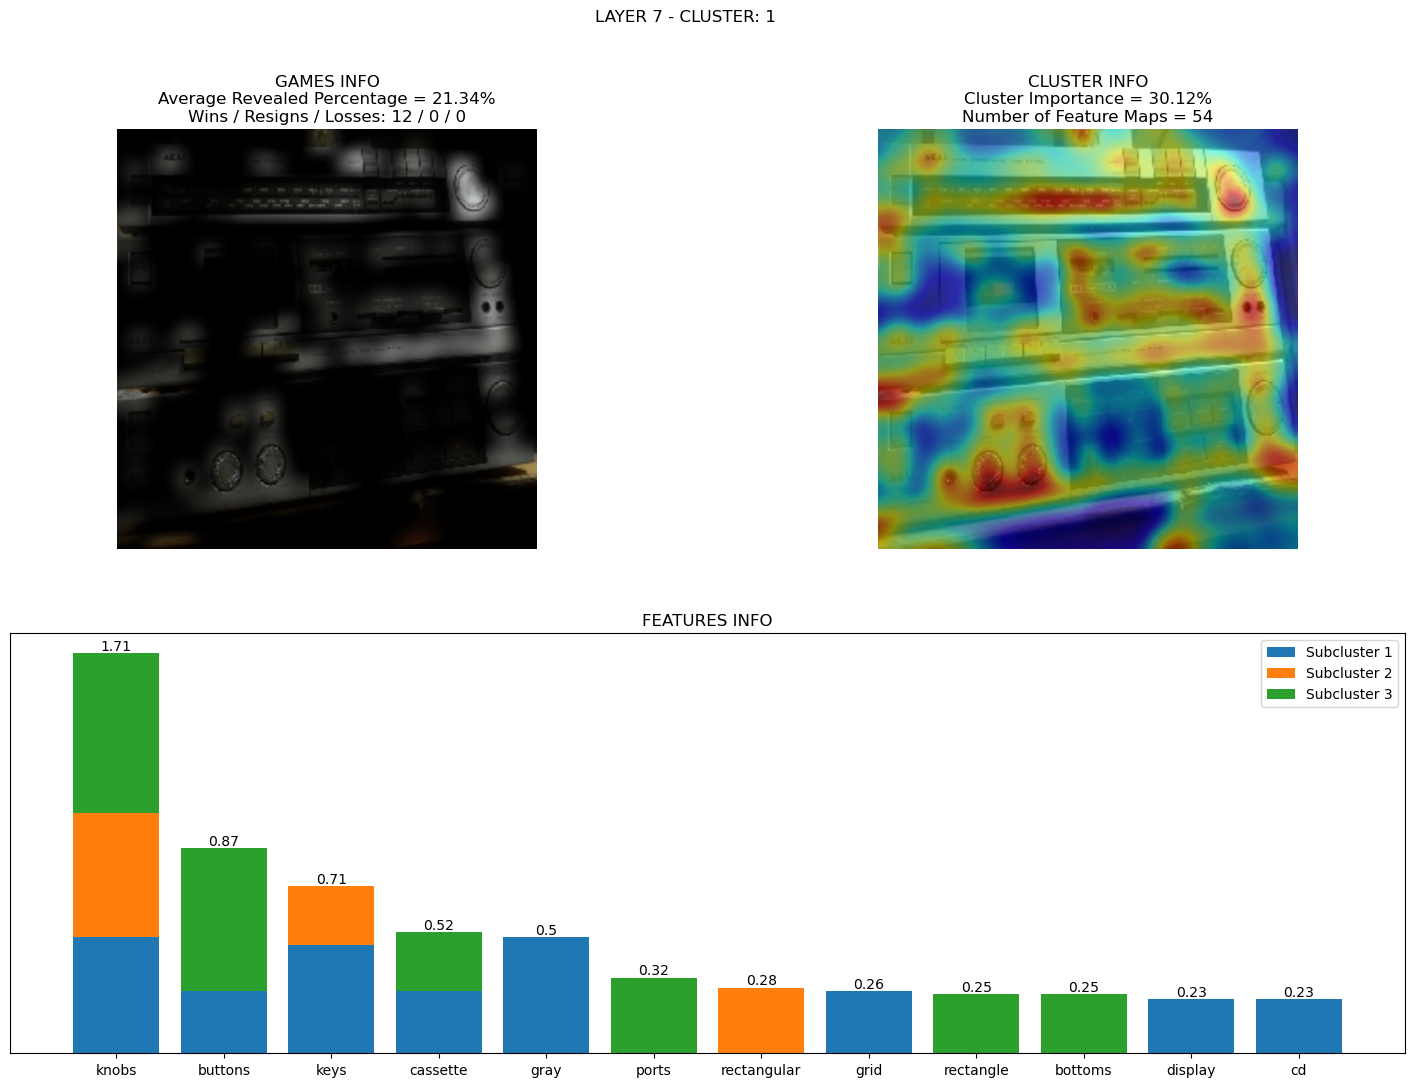 LAYER 7 - CLUSTER: 1
GAMES INFO
Average Revealed Percentage = 21.34%
Wins / Resigns / Losses: 12 / 0 / 0
CLUSTER INFO
Cluster Importance = 30.12%
Number of Feature Maps = 54
AKAI
AKAI
FEATURES INFO
Subcluster 1
Subcluster 2
Subcluster 3
1.71
0.87
0.71
0.52
0.5
0.32
0.28
0.26
0.25
0.25
0.23
0.23
knobs
buttons
keys
cassette
gray
ports
rectangular
grid
rectangle
bottoms
display
cd